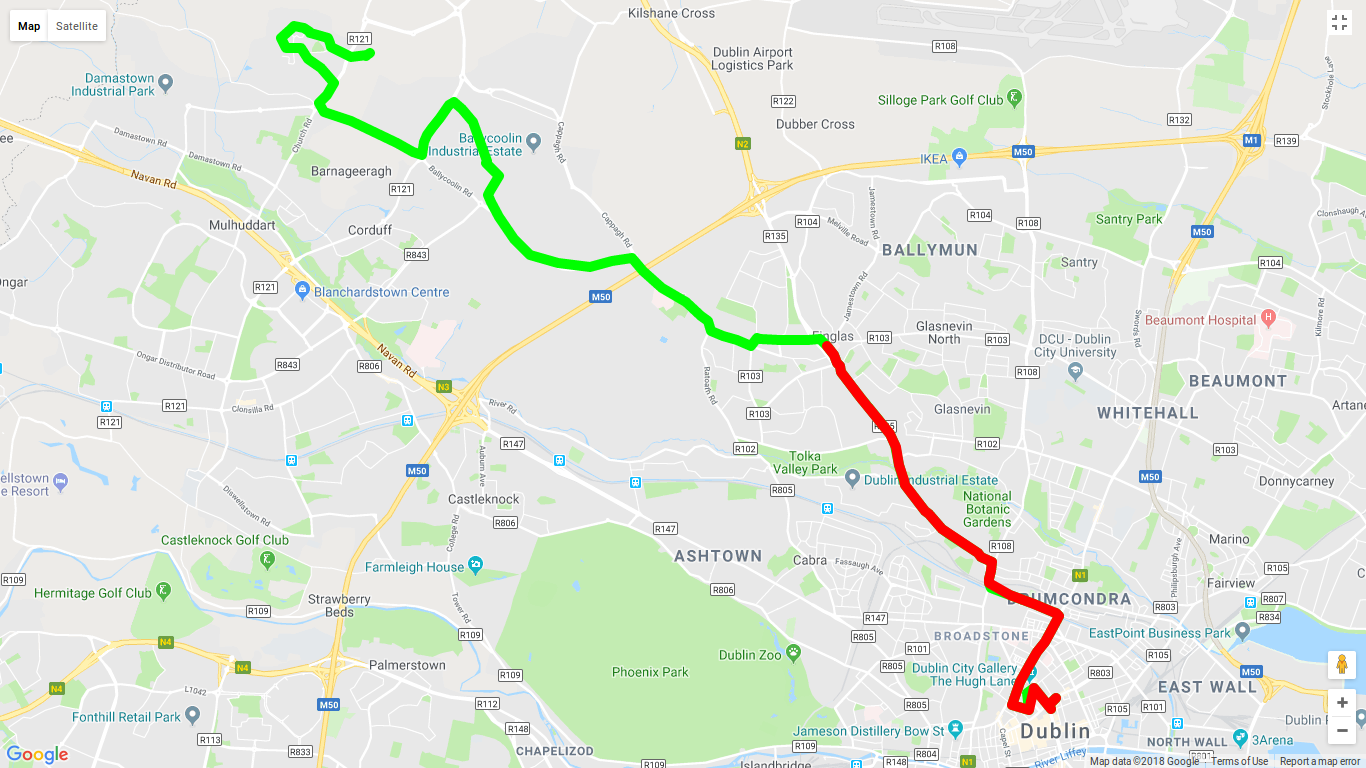 Map
Satellite
Kilshane Cross
R121
R108
Dublin Airport
Logistics Park
Damastown
Industrial Park
R122
Silloge Park Golf Club
Stockhole Lane
Dubber Cross
R132
Church Rd
Damastown Rd
Damastown Rd
Ballycoolin
Industrial Estate
Cappagh Rd
N2
M1
R139
IKEA
M50
Navan Rd
Barnageeragh
R121
Ballycoolin Rd
Jamestown Rd
Mulhuddart
Corduff
Cappagh Rd
R104
R104
R108
Santry Park
R135
Melville Road
M50
BALLYMUN
R843
Santry
R104
R121
Blanchardstown Centre
M50
Jamestown Rd
Beaumont Hospital
Swords Rd
Kilmore Rd
Finglas
R103
Glasnevin
North
R103
DCU - Dublin
City University
Navan Rd
Ongar Distributor Road
R843
R806
R103
R108
BEAUMONT
N3
Ratoath Rd
Clonsilla Rd
R121
R121
River Rd
R103
Glasnevin
WHITEHALL
R147
R102
R102
R103
Auburn Ave
Tolka
Valley Park
M50
R805
Dublin Industrial Estate
M50
Donnycarney
Diswellstown Rd
Castleknock
National
Botanic
Gardens
R806
College Rd
R147
Castleknock Golf Club
R108
Marino
ASHTOWN
Cabra
Fassaugh Ave
Philipsburgh Ave
R109
Farmleigh House
N1
R105
Fairview
Hermitage Golf Club
R806
Strawberry
Beds
DRUMCONDRA
R803
R807
R109
Tower Rd
R147
R834
R109
R805
BROADSTONE
EastPoint Business Park
N4
R101
R105
Dublin Zoo
N4
Palmerstown
R805
Dublin City Gallery
The Hugh Lane
R803
M50
Phoenix Park
R109
N4
L1042
EAST WALL
M50
R112
R805
R105
R101
Fonthill Retail Park
R148
Jameson Distillery Bow St
Capel St
Dublin
R113
R833
CHAPELIZOD
R109
NORTH WALL
3Arena
R804
River Liffey
R109
Islandbridge
R148
N1
Google
Map data ©2018 Google
Terms of Use
Report a map error